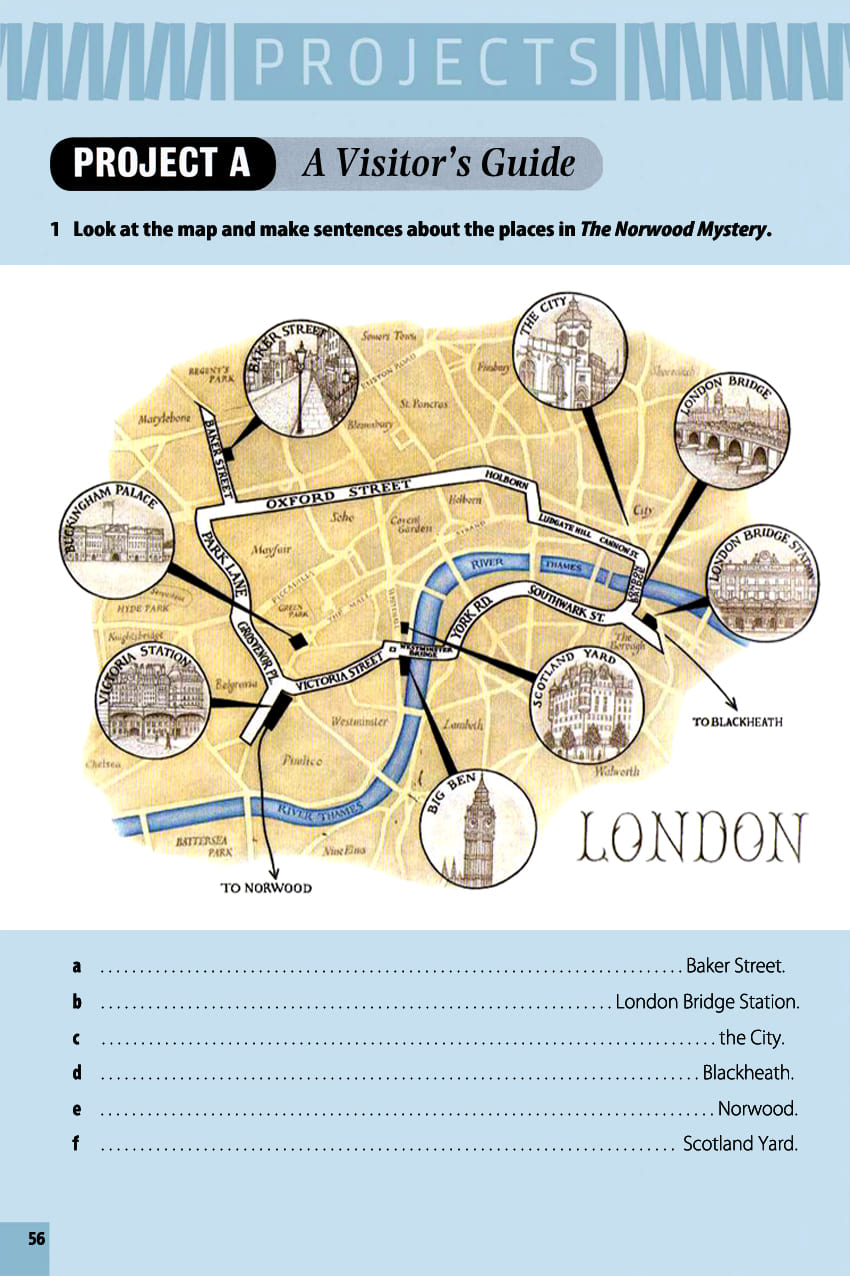 PROJECTS
PROJECT A A Visitor's Guide
1 Look at the map and make sentences about the places in The Norwood Mystery.
BAKER STREET
THE CITY
LONDON BRIDGE
BUCKINGHAM PALACE
LONDON BRIDGE STATION
VICTORIA STATION
SCOTLAND YARD
BIG BEN
Somers Town
REGENT'S PARK
EUSTON ROAD
Finsbury
Shoreditch
Marylebone
St. Pancras
Bloomsbury
BAKER STREET
OXFORD STREET
HOLBORN
Holborn
City
Soho
Covent Garden
STRAND
LUDGATE HILL
CANNON ST.
Mayfair
PARK LANE
PICCADILLY
RIVER THAMES
LONDON BRIDGE
Serpentine
HYDE PARK
GREEN PARK
THE MALL
WHITEHALL
YORK RD.
SOUTHWARK ST.
The Borough
Knightsbridge
GROSVENOR PL.
WESTMINSTER BRIDGE
VICTORIA STREET
Belgravia
Westminster
Lambeth
TO BLACKHEATH
Chelsea
Pimlico
Walworth
RIVER THAMES
BATTERSEA PARK
Nine Elms
LONDON
TO NORWOOD
a ........ Baker Street.
b ........ London Bridge Station.
c ........ the City.
d ........ Blackheath.
e ........ Norwood.
f ........ Scotland Yard.
56